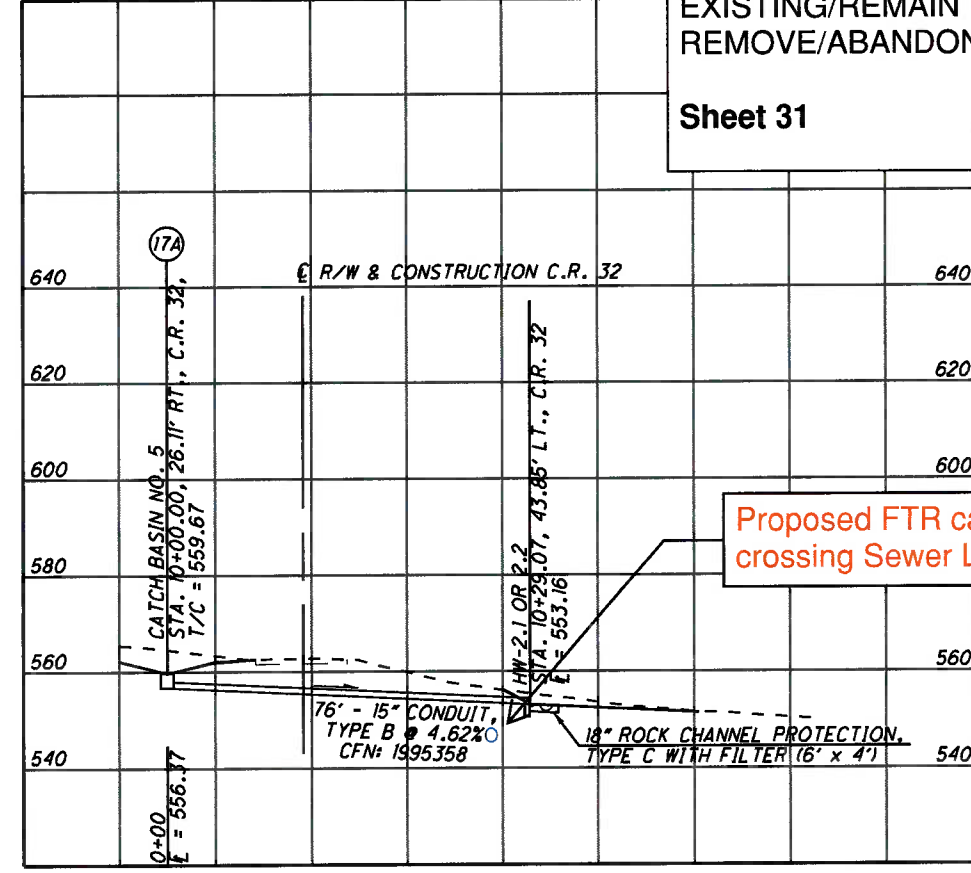 EXISTING/REMAIN
REMOVE/ABANDON
Sheet 31
17A
℄ R/W & CONSTRUCTION C.R. 32
640
640
620
620
600
600
580
560
560
540
540
CATCH BASIN NO. 5
STA. 10+00.00, 26.11' RT., C.R. 32,
T/C = 559.67
HW-2.1 OR 2.2
STA. 10+29.07, 43.85' LT., C.R. 32
= 553.16
Proposed FTR
crossing Sewer
76' - 15" CONDUIT,
TYPE B @ 4.62%
CFN: 1995358
18" ROCK CHANNEL PROTECTION,
TYPE C WITH FILTER (6' x 4')
0+00
= 556.37